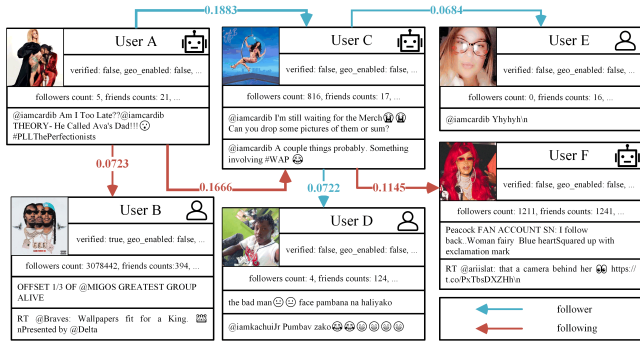 0.1883
0.0684
User A
verified: false, geo_enabled: false, ...
followers count: 5, friends counts: 21, ...
@iamcardib Am I Too Late??@iamcardib
THEORY- He Called Ava's Dad!!!😮
#PLLThePerfectionists
User C
verified: false, geo_enabled: false, ...
followers count: 816, friends counts: 17, ...
@iamcardib I'm still waiting for the Merch😫😫
Can you drop some pictures of them or sum?
@iamcardib A couple things probably. Something
involving #WAP 😂
User E
verified: false, geo_enabled: false, ...
followers count: 0, friends counts: 16, ...
@iamcardib Yhyhyh\n
0.0723
0.1666
0.0722
0.1145
User B
verified: true, geo_enabled: false, ...
followers count: 3078442, friends counts:394, ...
OFFSET 1/3 OF @MIGOS GREATEST GROUP
ALIVE
RT @Braves: Wallpapers fit for a King.
\nPresented by @Delta
User D
verified: false, geo_enabled: false, ...
followers count: 4, friends counts: 124, ...
the bad man😐😐 face pambana na haliyako
@iamkachuiJr Pumbav zako😂😂
User F
verified: false, geo_enabled: false, ...
followers count: 1211, friends counts: 1241, ...
Peacock FAN ACCOUNT SN: I follow
back..Woman fairy Blue heartSquared up with
exclamation mark
RT @ariislat: that a camera behind her 👀 https://
t.co/PxTbsDXZHh\n
follower
following